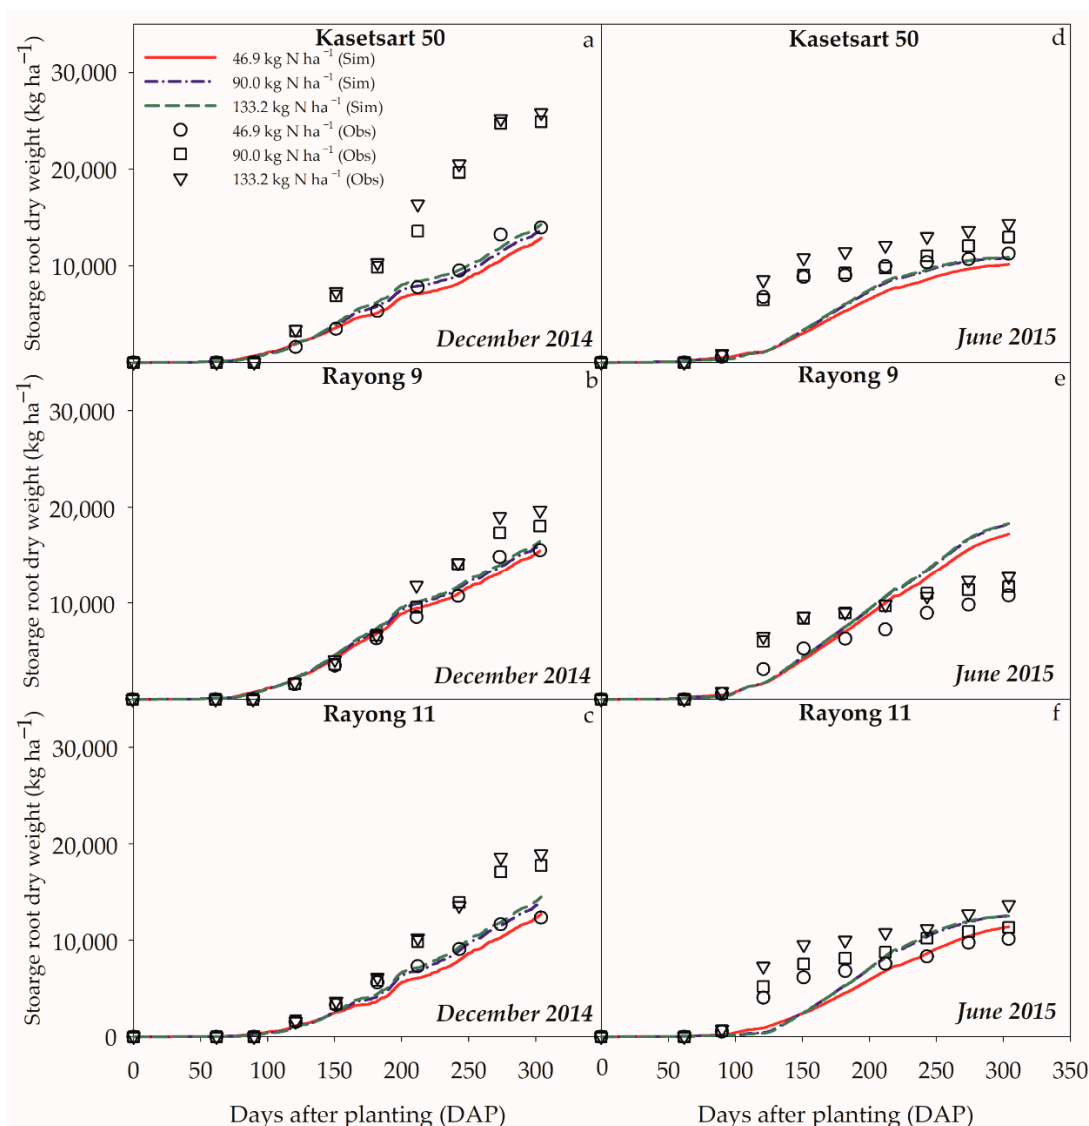 Kasetsart 50
a
46.9 kg N ha⁻¹ (Sim)
90.0 kg N ha⁻¹ (Sim)
133.2 kg N ha⁻¹ (Sim)
46.9 kg N ha⁻¹ (Obs)
90.0 kg N ha⁻¹ (Obs)
133.2 kg N ha⁻¹ (Obs)
30,000
20,000
10,000
Stoarge root dry weight (kg ha⁻¹)
December 2014
Kasetsart 50
d
June 2015
Rayong 9
b
30,000
20,000
10,000
Stoarge root dry weight (kg ha⁻¹)
December 2014
Rayong 9
e
June 2015
Rayong 11
c
30,000
20,000
10,000
0
Stoarge root dry weight (kg ha⁻¹)
December 2014
Rayong 11
f
June 2015
0 50 100 150 200 250 300
0 50 100 150 200 250 300 350
Days after planting (DAP)
Days after planting (DAP)